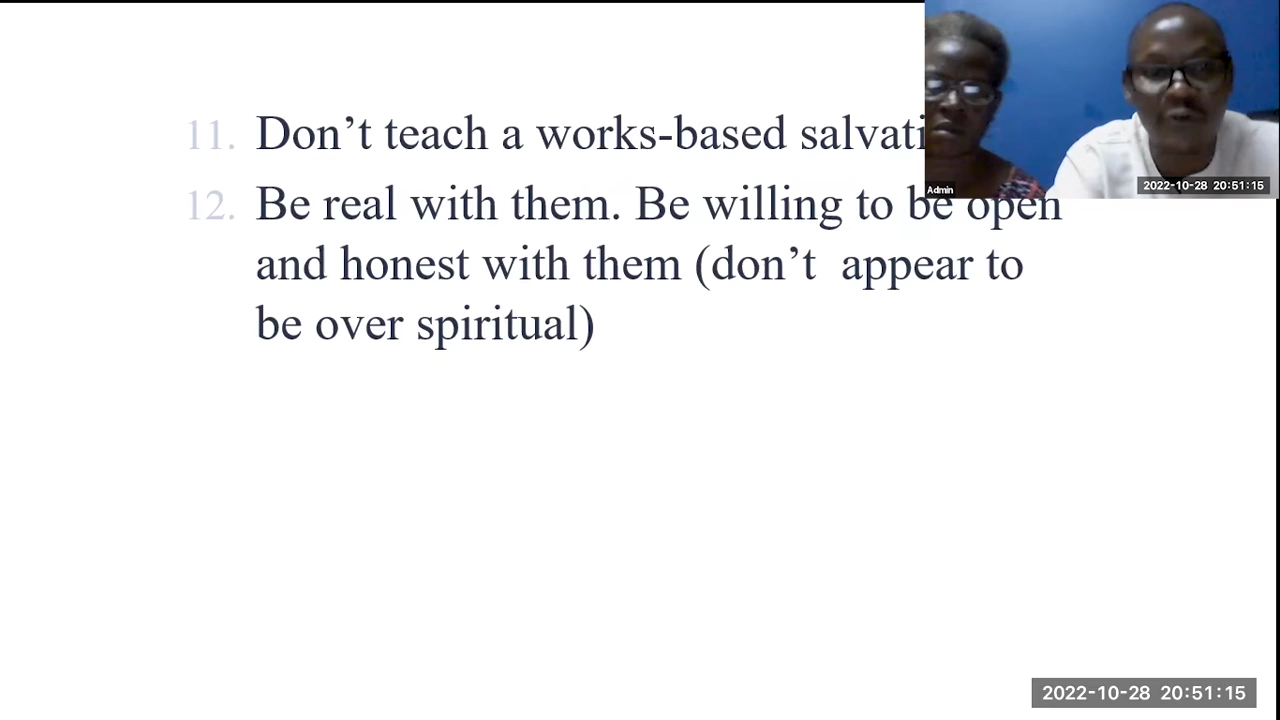 11. Don’t teach a works-based salvati
12. Be real with them. Be willing to be open
and honest with them (don’t  appear to
be over spiritual)
Admin
2022-10-28 20:51:15
2022-10-28 20:51:15